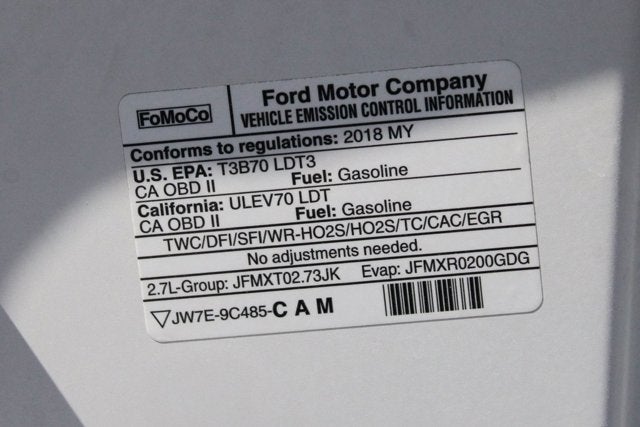 FoMoCo
Ford Motor Company
VEHICLE EMISSION CONTROL INFORMATION
Conforms to regulations: 2018 MY
U.S. EPA: T3B70 LDT3
CA OBD II Fuel: Gasoline
California: ULEV70 LDT
CA OBD II Fuel: Gasoline
TWC/DFI/SFI/WR-HO2S/HO2S/TC/CAC/EGR
No adjustments needed.
2.7L-Group: JFMXT02.73JK Evap: JFMXR0200GDG
▽JW7E-9C485-CAM